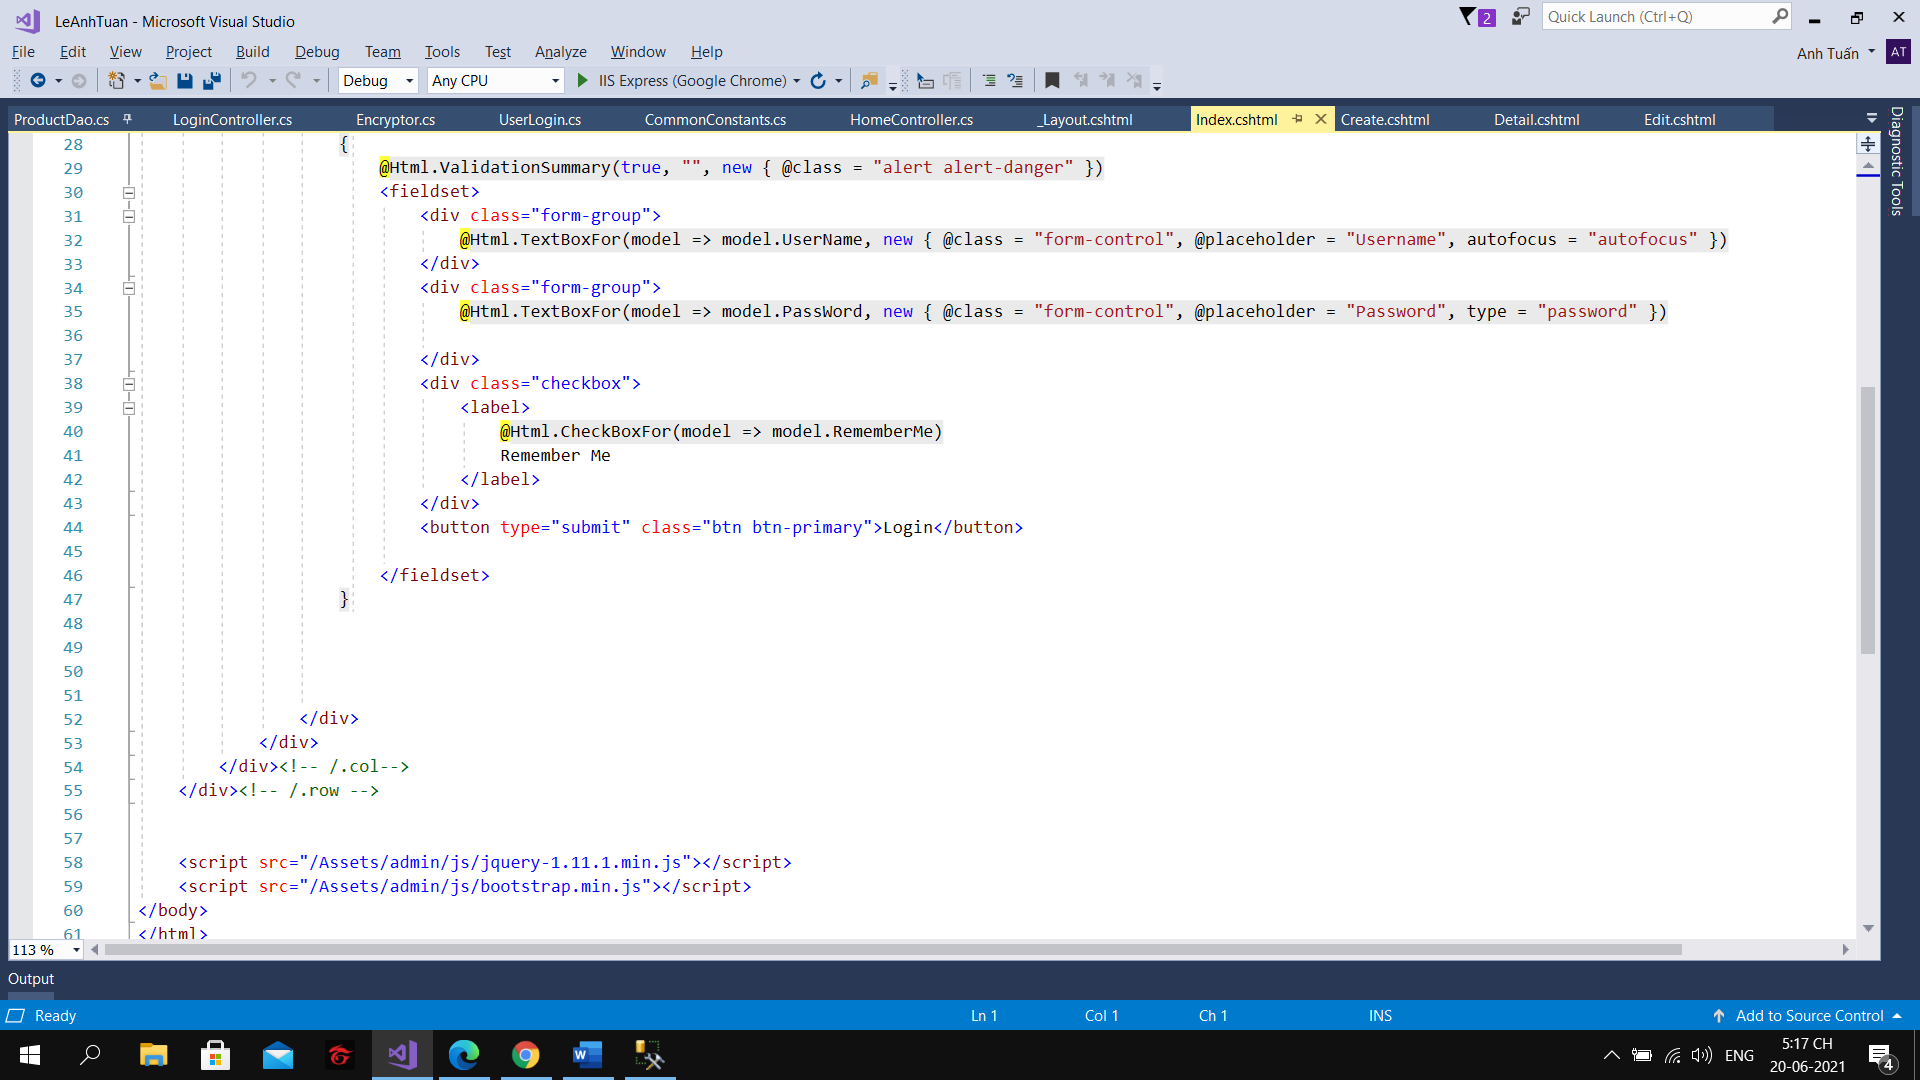 LeAnhTuan - Microsoft Visual Studio
2
Quick Launch (Ctrl+Q)
File Edit View Project Build Debug Team Tools Test Analyze Window Help
Anh Tuấn AT
Debug Any CPU IIS Express (Google Chrome)
ProductDao.cs LoginController.cs Encryptor.cs UserLogin.cs CommonConstants.cs HomeController.cs _Layout.cshtml Index.cshtml Create.cshtml Detail.cshtml Edit.cshtml
Diagnostic Tools
28 {
29 @Html.ValidationSummary(true, "", new { @class = "alert alert-danger" })
30 <fieldset>
31 <div class="form-group">
32 @Html.TextBoxFor(model => model.UserName, new { @class = "form-control", @placeholder = "Username", autofocus = "autofocus" })
33 </div>
34 <div class="form-group">
35 @Html.TextBoxFor(model => model.PassWord, new { @class = "form-control", @placeholder = "Password", type = "password" })
36
37 </div>
38 <div class="checkbox">
39 <label>
40 @Html.CheckBoxFor(model => model.RememberMe)
41 Remember Me
42 </label>
43 </div>
44 <button type="submit" class="btn btn-primary">Login</button>
45
46 </fieldset>
47 }
48
49
50
51
52 </div>
53 </div>
54 </div><!-- /.col-->
55 </div><!-- /.row -->
56
57
58 <script src="/Assets/admin/js/jquery-1.11.1.min.js"></script>
59 <script src="/Assets/admin/js/bootstrap.min.js"></script>
60 </body>
61 </html>
113 %
Output
Ready Ln 1 Col 1 Ch 1 INS Add to Source Control
ENG 5:17 CH
20-06-2021
4